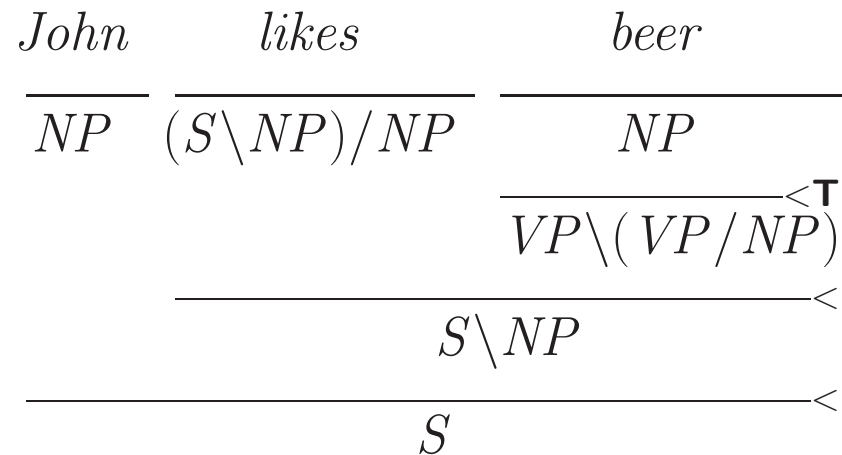 John likes beer
NP (S\NP)/NP NP
<T
VP\(VP/NP)
<
S\NP
<
S